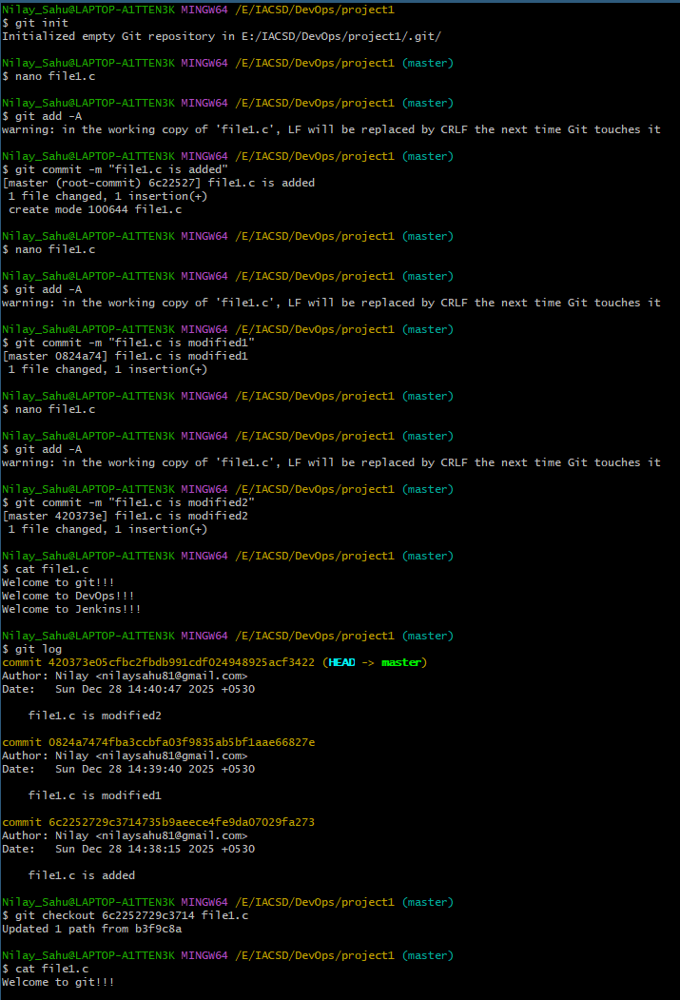 Nilay_Sahu@LAPTOP-A1TTEN3K MINGW64 /E/IACSD/DevOps/project1
$ git init
Initialized empty Git repository in E:/IACSD/DevOps/project1/.git/
Nilay_Sahu@LAPTOP-A1TTEN3K MINGW64 /E/IACSD/DevOps/project1 (master)
$ nano file1.c
Nilay_Sahu@LAPTOP-A1TTEN3K MINGW64 /E/IACSD/DevOps/project1 (master)
$ git add -A
warning: in the working copy of 'file1.c', LF will be replaced by CRLF the next time Git touches it
Nilay_Sahu@LAPTOP-A1TTEN3K MINGW64 /E/IACSD/DevOps/project1 (master)
$ git commit -m "file1.c is added"
[master (root-commit) 6c22527] file1.c is added
 1 file changed, 1 insertion(+)
 create mode 100644 file1.c
Nilay_Sahu@LAPTOP-A1TTEN3K MINGW64 /E/IACSD/DevOps/project1 (master)
$ nano file1.c
Nilay_Sahu@LAPTOP-A1TTEN3K MINGW64 /E/IACSD/DevOps/project1 (master)
$ git add -A
warning: in the working copy of 'file1.c', LF will be replaced by CRLF the next time Git touches it
Nilay_Sahu@LAPTOP-A1TTEN3K MINGW64 /E/IACSD/DevOps/project1 (master)
$ git commit -m "file1.c is modified1"
[master 0824a74] file1.c is modified1
 1 file changed, 1 insertion(+)
Nilay_Sahu@LAPTOP-A1TTEN3K MINGW64 /E/IACSD/DevOps/project1 (master)
$ nano file1.c
Nilay_Sahu@LAPTOP-A1TTEN3K MINGW64 /E/IACSD/DevOps/project1 (master)
$ git add -A
warning: in the working copy of 'file1.c', LF will be replaced by CRLF the next time Git touches it
Nilay_Sahu@LAPTOP-A1TTEN3K MINGW64 /E/IACSD/DevOps/project1 (master)
$ git commit -m "file1.c is modified2"
[master 420373e] file1.c is modified2
 1 file changed, 1 insertion(+)
Nilay_Sahu@LAPTOP-A1TTEN3K MINGW64 /E/IACSD/DevOps/project1 (master)
$ cat file1.c
Welcome to git!!!
Welcome to DevOps!!!
Welcome to Jenkins!!!
Nilay_Sahu@LAPTOP-A1TTEN3K MINGW64 /E/IACSD/DevOps/project1 (master)
$ git log
commit 420373e05cfbc2fbdb991cdf024948925acf3422 (HEAD -> master)
Author: Nilay <nilaysahu81@gmail.com>
Date:   Sun Dec 28 14:40:47 2025 +0530
    file1.c is modified2
commit 0824a7474fba3ccbfa03f9835ab5bf1aae66827e
Author: Nilay <nilaysahu81@gmail.com>
Date:   Sun Dec 28 14:39:40 2025 +0530
    file1.c is modified1
commit 6c2252729c3714735b9aeece4fe9da07029fa273
Author: Nilay <nilaysahu81@gmail.com>
Date:   Sun Dec 28 14:38:15 2025 +0530
    file1.c is added
Nilay_Sahu@LAPTOP-A1TTEN3K MINGW64 /E/IACSD/DevOps/project1 (master)
$ git checkout 6c2252729c3714 file1.c
Updated 1 path from b3f9c8a
Nilay_Sahu@LAPTOP-A1TTEN3K MINGW64 /E/IACSD/DevOps/project1 (master)
$ cat file1.c
Welcome to git!!!